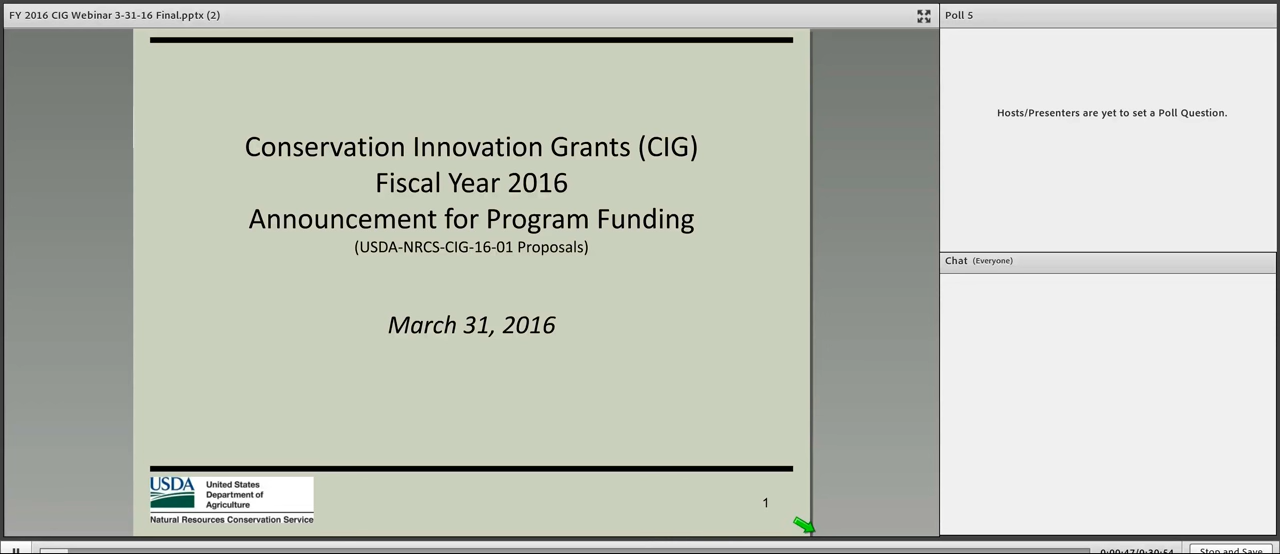 FY 2016 CIG Webinar 3-31-16 Final.pptx (2)
Conservation Innovation Grants (CIG)
Fiscal Year 2016
Announcement for Program Funding
(USDA-NRCS-CIG-16-01 Proposals)
March 31, 2016
USDA
United States
Department of
Agriculture
Natural Resources Conservation Service
1
Poll 5
Hosts/Presenters are yet to set a Poll Question.
Chat (Everyone)
0:00:47/0:30:54
Stop and Save